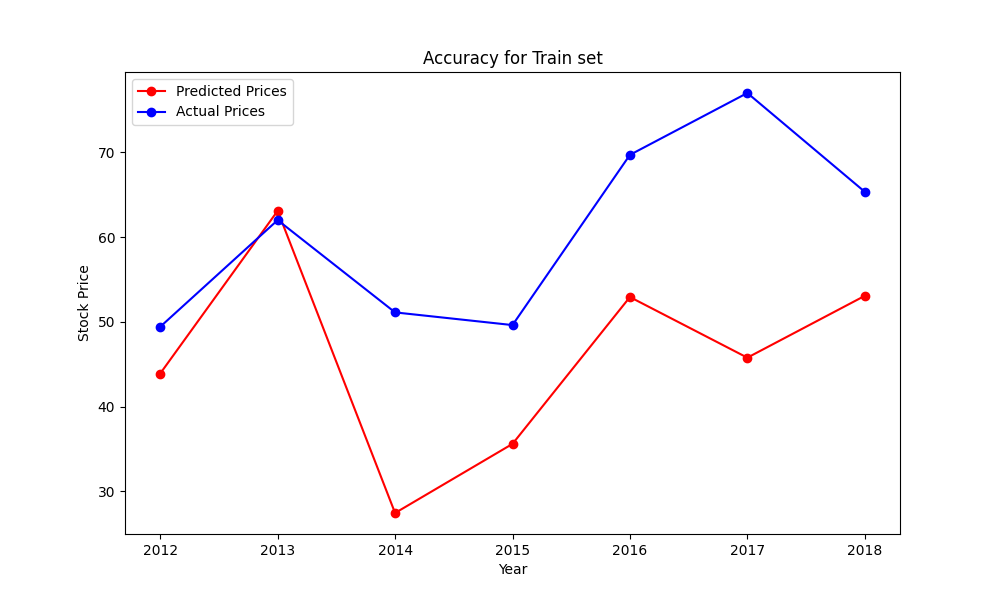 Accuracy for Train set
Predicted Prices
Actual Prices
Stock Price
70
60
50
40
30
2012 2013 2014 2015 2016 2017 2018
Year